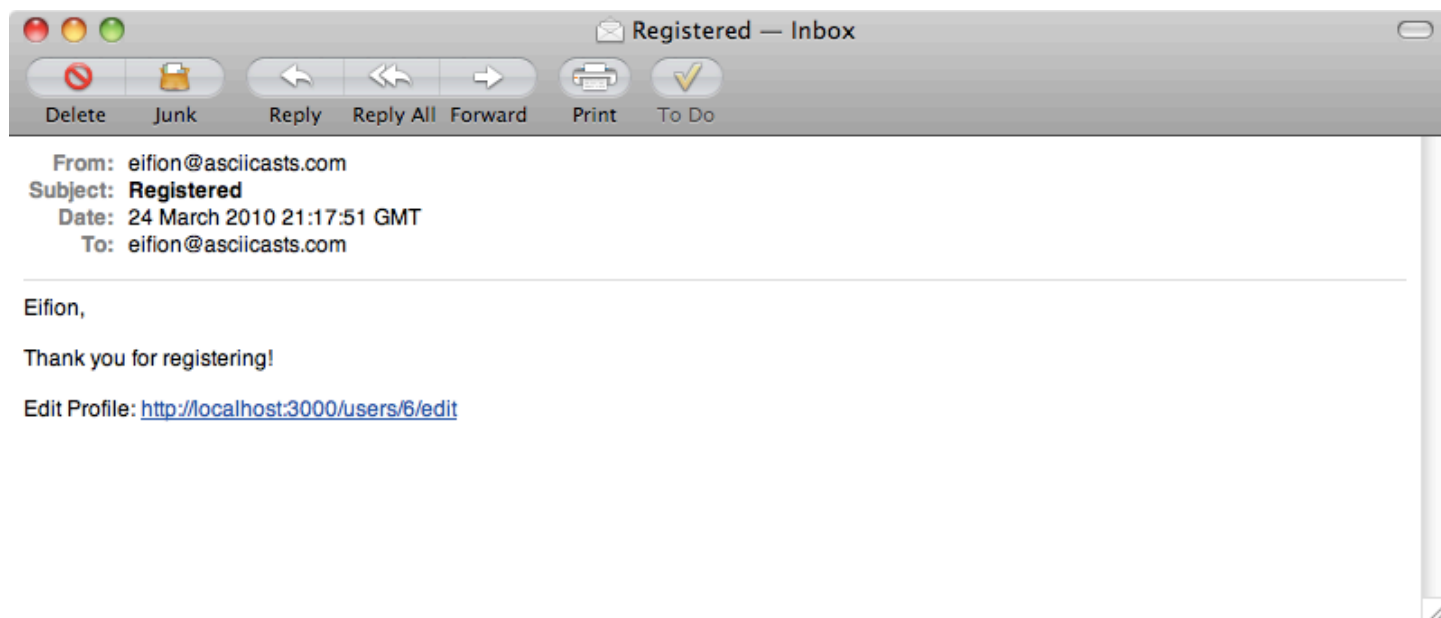 Registered — Inbox
Delete Junk Reply Reply All Forward Print To Do
From: eifion@asciicasts.com
Subject: Registered
Date: 24 March 2010 21:17:51 GMT
To: eifion@asciicasts.com
Eifion,
Thank you for registering!
Edit Profile: http://localhost:3000/users/6/edit